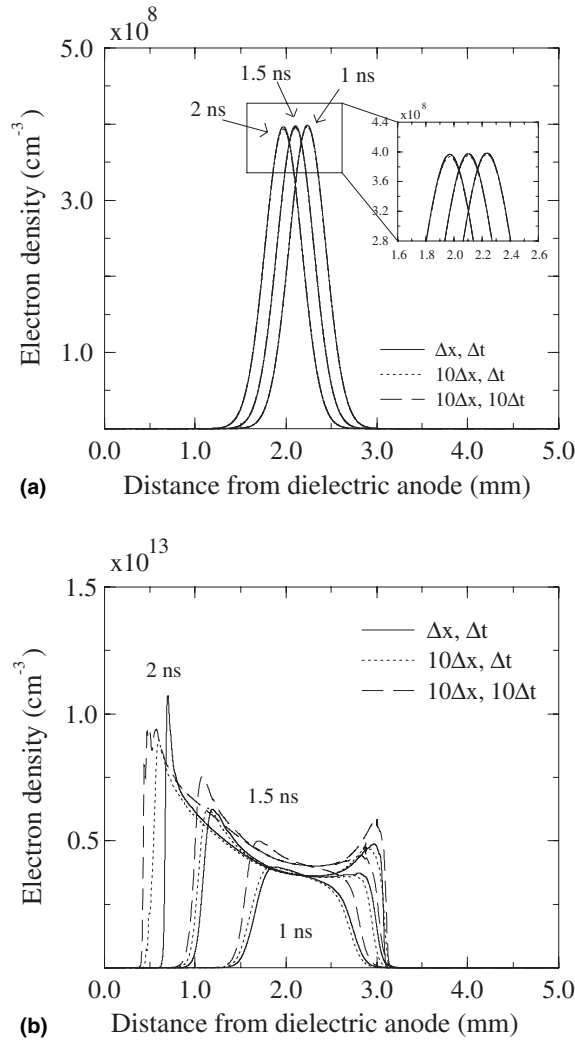 x10^8
5.0
3.0
1.0
Electron density (cm^-3)
2 ns
1.5 ns
1 ns
x10^8
4.4
4.0
3.6
3.2
2.8
1.6 1.8 2.0 2.2 2.4 2.6
Δx, Δt
10Δx, Δt
10Δx, 10Δt
0.0 1.0 2.0 3.0 4.0 5.0
(a) Distance from dielectric anode (mm)
x10^13
1.5
1.0
0.5
0.0
Electron density (cm^-3)
Δx, Δt
10Δx, Δt
10Δx, 10Δt
2 ns
1.5 ns
1 ns
0.0 1.0 2.0 3.0 4.0 5.0
(b) Distance from dielectric anode (mm)